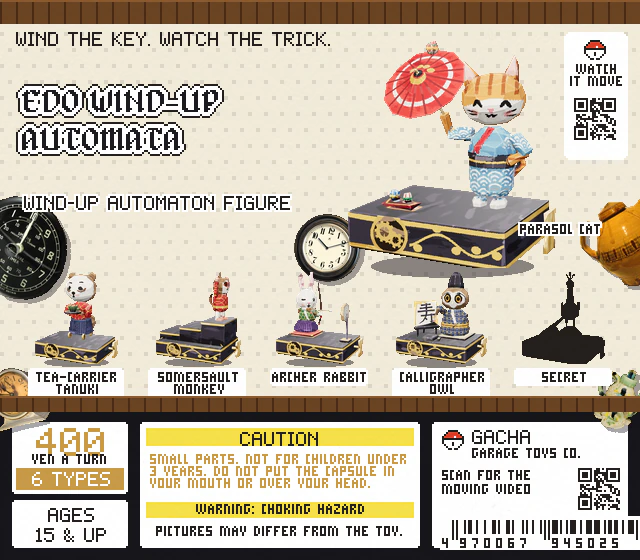 WIND THE KEY. WATCH THE TRICK.
WATCH
IT MOVE
EDO WIND-UP
AUTOMATA
WIND-UP AUTOMATON FIGURE
PARASOL CAT
寿
TEA-CARRIER
TANUKI
SOMERSAULT
MONKEY
ARCHER RABBIT
CALLIGRAPHER
OWL
SECRET
400
YEN A TURN
6 TYPES
AGES
15 & UP
CAUTION
SMALL PARTS. NOT FOR CHILDREN UNDER
3 YEARS. DO NOT PUT THE CAPSULE IN
YOUR MOUTH OR OVER YOUR HEAD.
WARNING: CHOKING HAZARD
PICTURES MAY DIFFER FROM THE TOY.
GACHA
GARAGE TOYS CO.
SCAN FOR THE
MOVING VIDEO
4 970067 945025